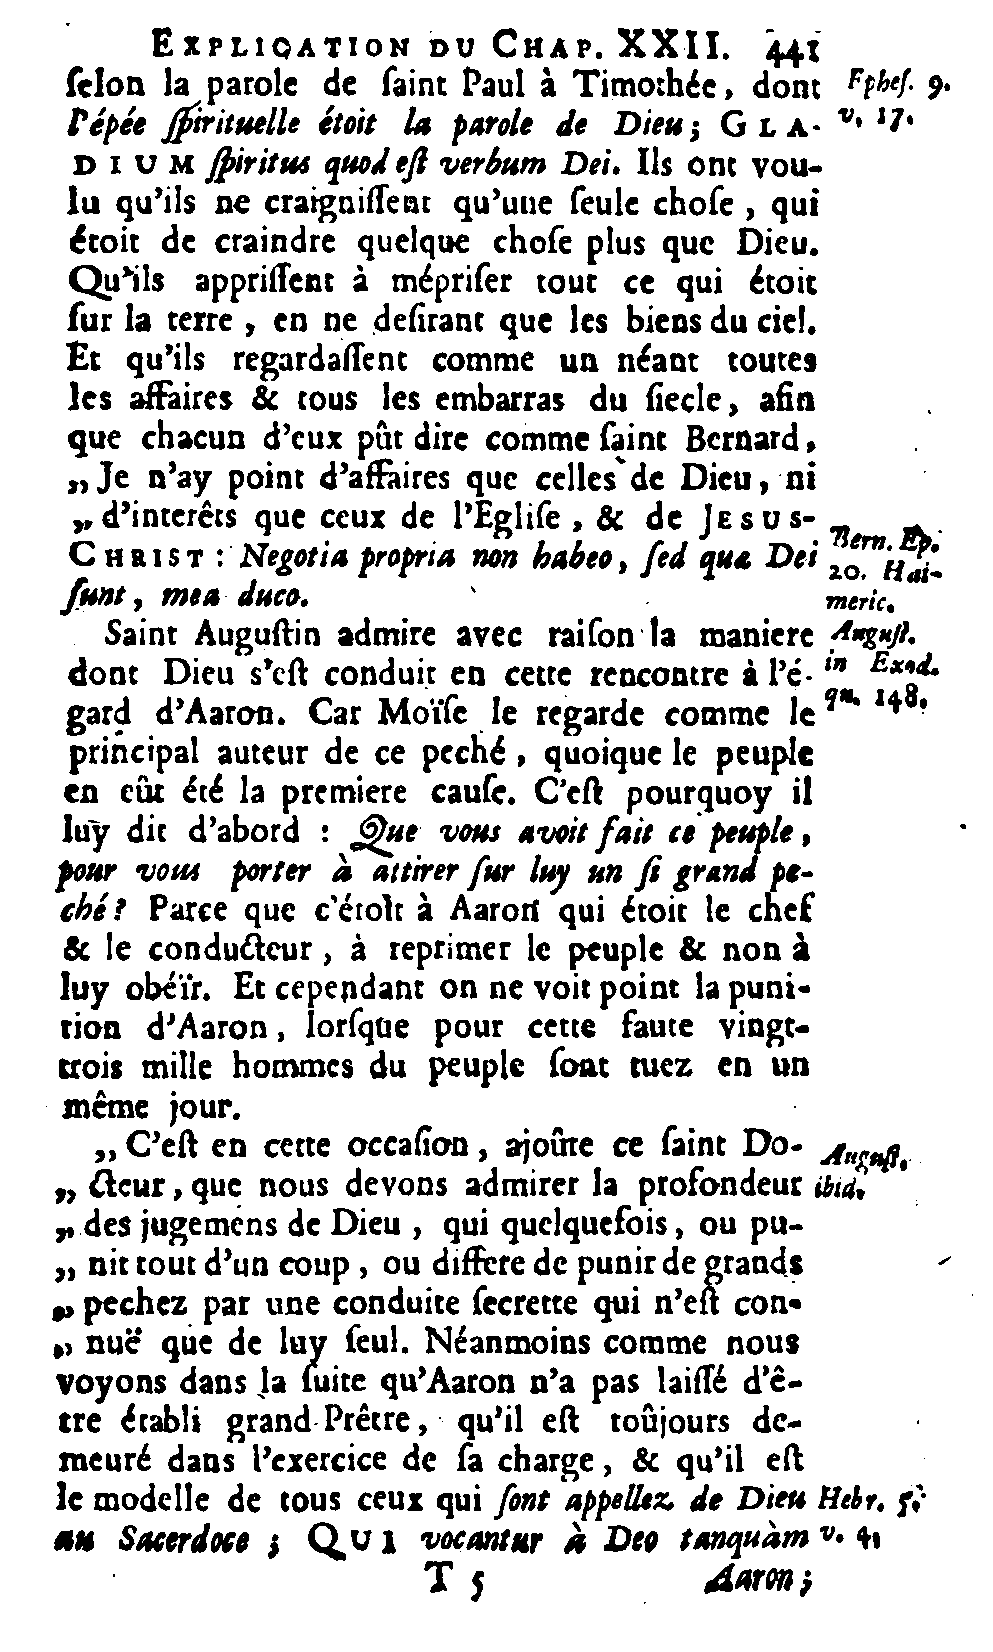 EXPLICATION DU CHAP. XXII. 441
ſelon la parole de ſaint Paul à Timothée, dont Epheſ. 9.
l'épée ſpirituelle étoit la parole de Dieu; GLA- v. 17.
DIUM ſpiritus quod eſt verbum Dei. Ils ont vou-
lu qu'ils ne craigniſſent qu'une ſeule choſe, qui
étoit de craindre quelque choſe plus que Dieu.
Qu'ils appriſſent à mépriſer tout ce qui étoit
ſur la terre, en ne deſirant que les biens du ciel.
Et qu'ils regardaſſent comme un néant toutes
les affaires & tous les embarras du ſiecle, afin
que chacun d'eux pût dire comme ſaint Bernard,
„ Je n'ay point d'affaires que celles de Dieu, ni
„ d'interêts que ceux de l'Egliſe, & de JESUS-
CHRIST : Negotia propria non habeo, ſed quæ Dei Bern. Ep.
ſunt, mea duco. 20. Hai-
meric.
Saint Auguſtin admire avec raiſon la maniere Auguſt.
dont Dieu s'eſt conduit en cette rencontre à l'é- in Exod.
gard d'Aaron. Car Moïſe le regarde comme le qu. 148.
principal auteur de ce peché, quoique le peuple
en eût été la premiere cauſe. C'eſt pourquoy il
luy dit d'abord : Que vous avoit fait ce peuple,
pour vous porter à attirer ſur luy un ſi grand pe-
ché? Parce que c'étoit à Aaron qui étoit le chef
& le conducteur, à reprimer le peuple & non à
luy obéïr. Et cependant on ne voit point la puni-
tion d'Aaron, lorſque pour cette faute vingt-
trois mille hommes du peuple ſont tuez en un
même jour.
„ C'eſt en cette occaſion, ajoûte ce ſaint Do- Auguſt.
„ cteur, que nous devons admirer la profondeur ibid.
„ des jugemens de Dieu, qui quelquefois, ou pu-
„ nit tout d'un coup, ou differe de punir de grands
„ pechez par une conduite ſecrette qui n'eſt con-
„ nuë que de luy ſeul. Néanmoins comme nous
voyons dans la ſuite qu'Aaron n'a pas laiſſé d'ê-
tre établi grand-Prêtre, qu'il eſt toûjours de-
meuré dans l'exercice de ſa charge, & qu'il eſt
le modelle de tous ceux qui ſont appellez de Dieu Hebr. 5.
au Sacerdoce; QUI vocantur à Deo tanquàm v. 4.
T 5 Aaron;